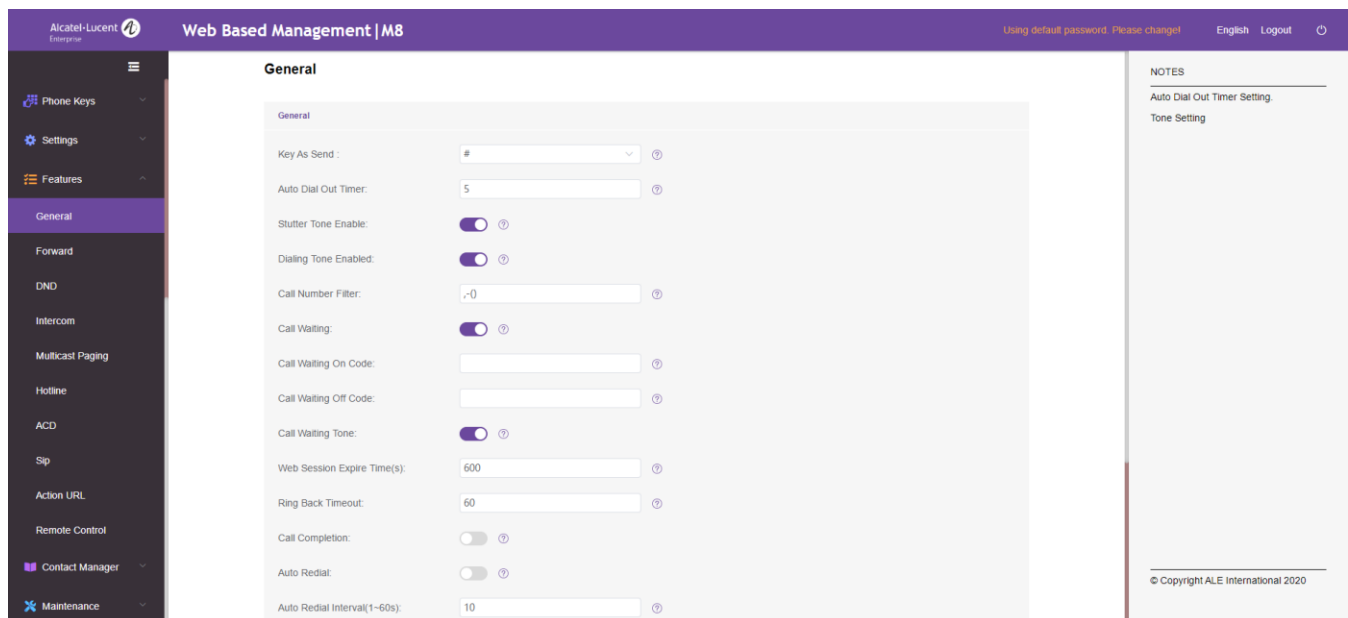 Alcatel·Lucent
Enterprise
Web Based Management | M8
Using default password. Please change!
English
Logout
Phone Keys
Settings
Features
General
Forward
DND
Intercom
Multicast Paging
Hotline
ACD
Sip
Action URL
Remote Control
Contact Manager
Maintenance
General
General
Key As Send : #
Auto Dial Out Timer: 5
Stutter Tone Enable:
Dialing Tone Enabled:
Call Number Filter: ,-()
Call Waiting:
Call Waiting On Code:
Call Waiting Off Code:
Call Waiting Tone:
Web Session Expire Time(s): 600
Ring Back Timeout: 60
Call Completion:
Auto Redial:
Auto Redial Interval(1~60s): 10
NOTES
Auto Dial Out Timer Setting.
Tone Setting
© Copyright ALE International 2020